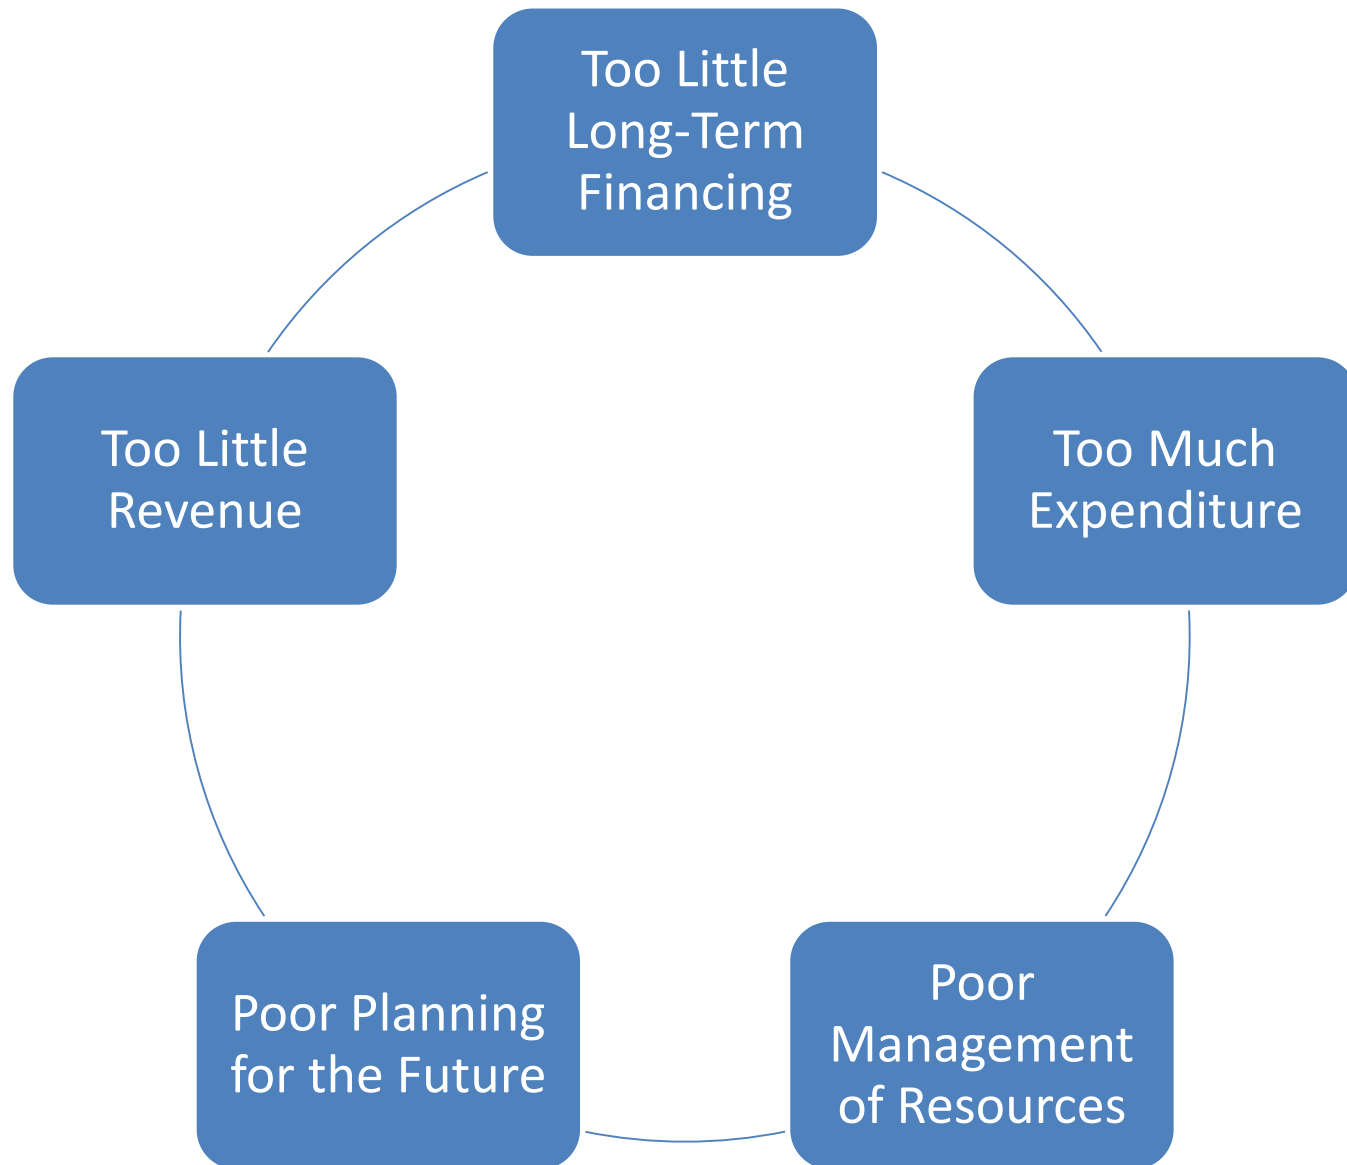 Too Little
Long-Term
Financing
Too Little
Revenue
Too Much
Expenditure
Poor Planning
for the Future
Poor
Management
of Resources